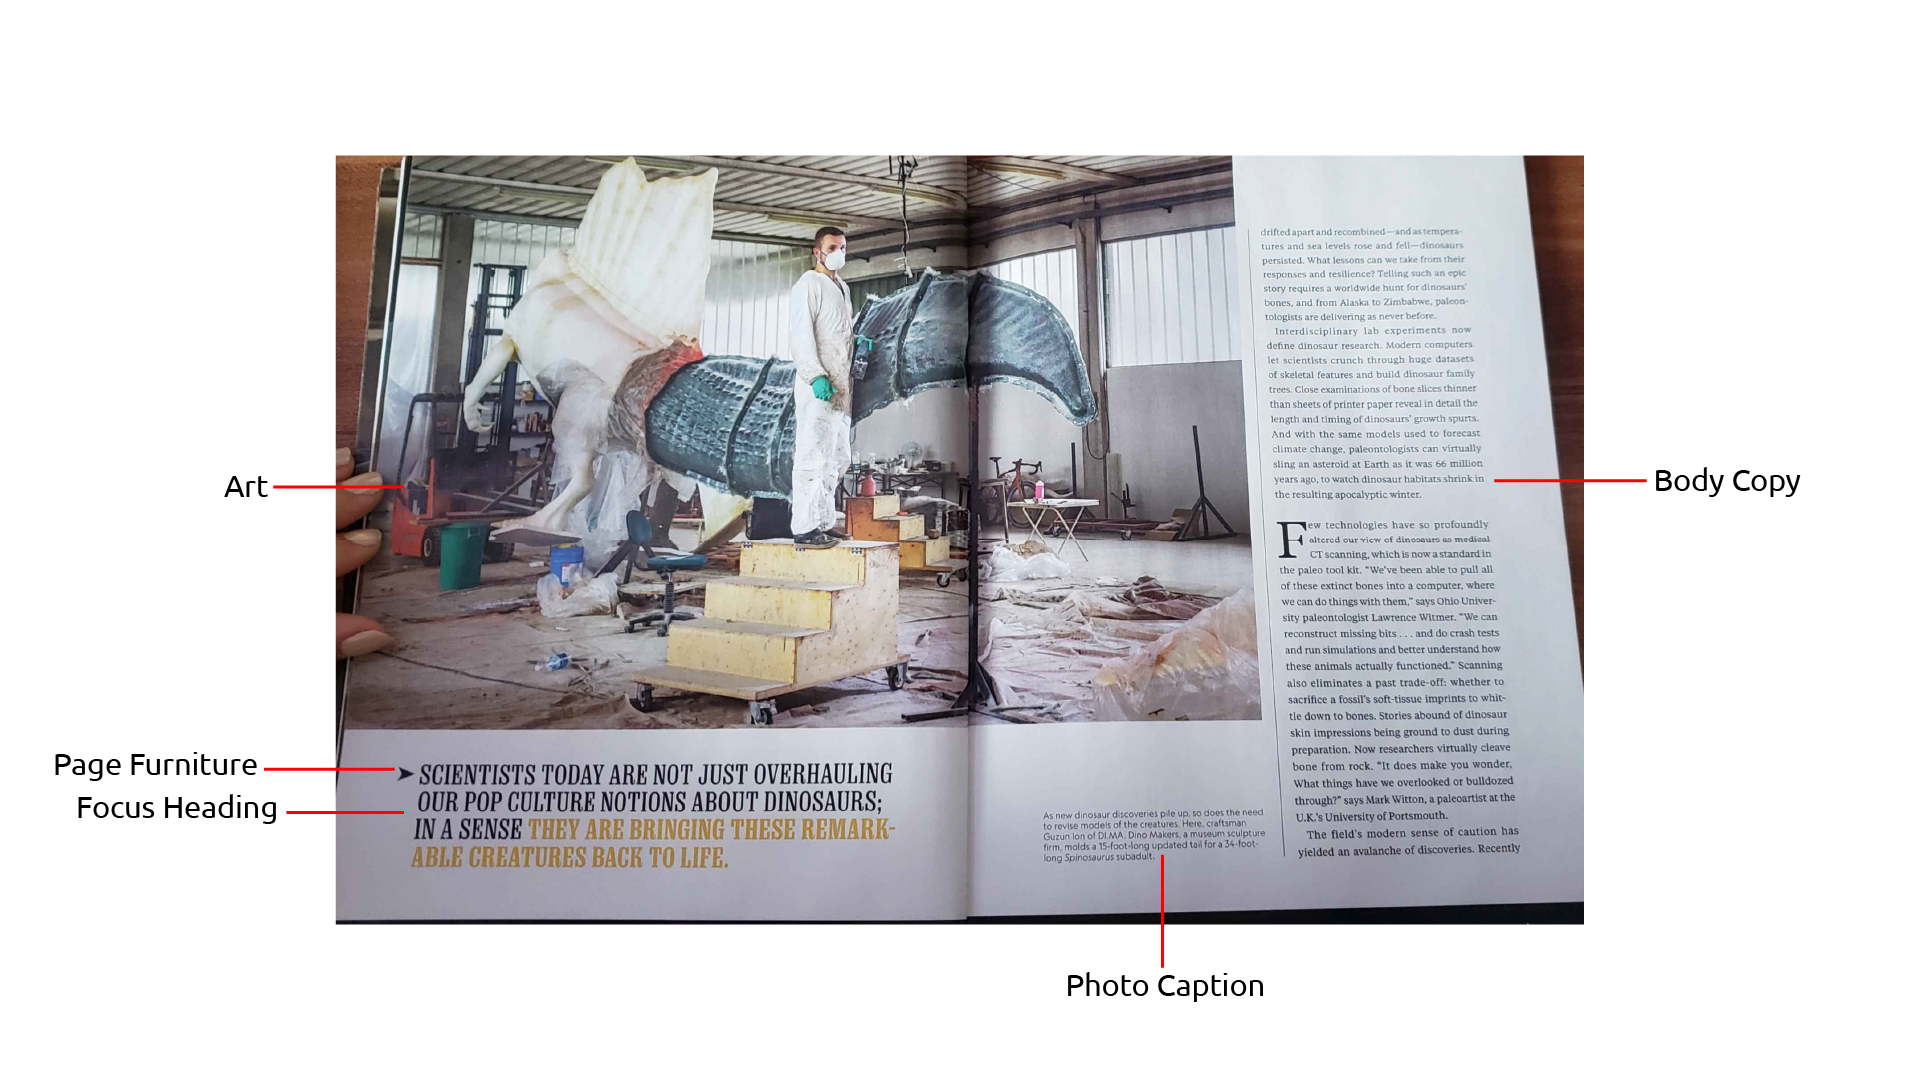 Art
Page Furniture
Focus Heading
➤ SCIENTISTS TODAY ARE NOT JUST OVERHAULING
OUR POP CULTURE NOTIONS ABOUT DINOSAURS;
IN A SENSE THEY ARE BRINGING THESE REMARK-
ABLE CREATURES BACK TO LIFE.
As new dinosaur discoveries pile up, so does the need
to revise models of the creatures. Here, craftsman
Guzun Ion of DI.MA. Dino Makers, a museum sculpture
firm, molds a 15-foot-long updated tail for a 34-foot-
long Spinosaurus subadult.
Photo Caption
drifted apart and recombined—and as tempera-
tures and sea levels rose and fell—dinosaurs
persisted. What lessons can we take from their
responses and resilience? Telling such an epic
story requires a worldwide hunt for dinosaurs'
bones, and from Alaska to Zimbabwe, paleon-
tologists are delivering as never before.
Interdisciplinary lab experiments now
define dinosaur research. Modern computers
let scientists crunch through huge datasets
of skeletal features and build dinosaur family
trees. Close examinations of bone slices thinner
than sheets of printer paper reveal in detail the
length and timing of dinosaurs' growth spurts.
And with the same models used to forecast
climate change, paleontologists can virtually
sling an asteroid at Earth as it was 66 million
years ago, to watch dinosaur habitats shrink in
the resulting apocalyptic winter.
Few technologies have so profoundly
altered our view of dinosaurs as medical
CT scanning, which is now a standard in
the paleo tool kit. "We've been able to pull all
of these extinct bones into a computer, where
we can do things with them," says Ohio Univer-
sity paleontologist Lawrence Witmer. "We can
reconstruct missing bits . . . and do crash tests
and run simulations and better understand how
these animals actually functioned." Scanning
also eliminates a past trade-off: whether to
sacrifice a fossil's soft-tissue imprints to whit-
tle down to bones. Stories abound of dinosaur
skin impressions being ground to dust during
preparation. Now researchers virtually cleave
bone from rock. "It does make you wonder,
What things have we overlooked or bulldozed
through?" says Mark Witton, a paleoartist at the
U.K.'s University of Portsmouth.
The field's modern sense of caution has
yielded an avalanche of discoveries. Recently
Body Copy